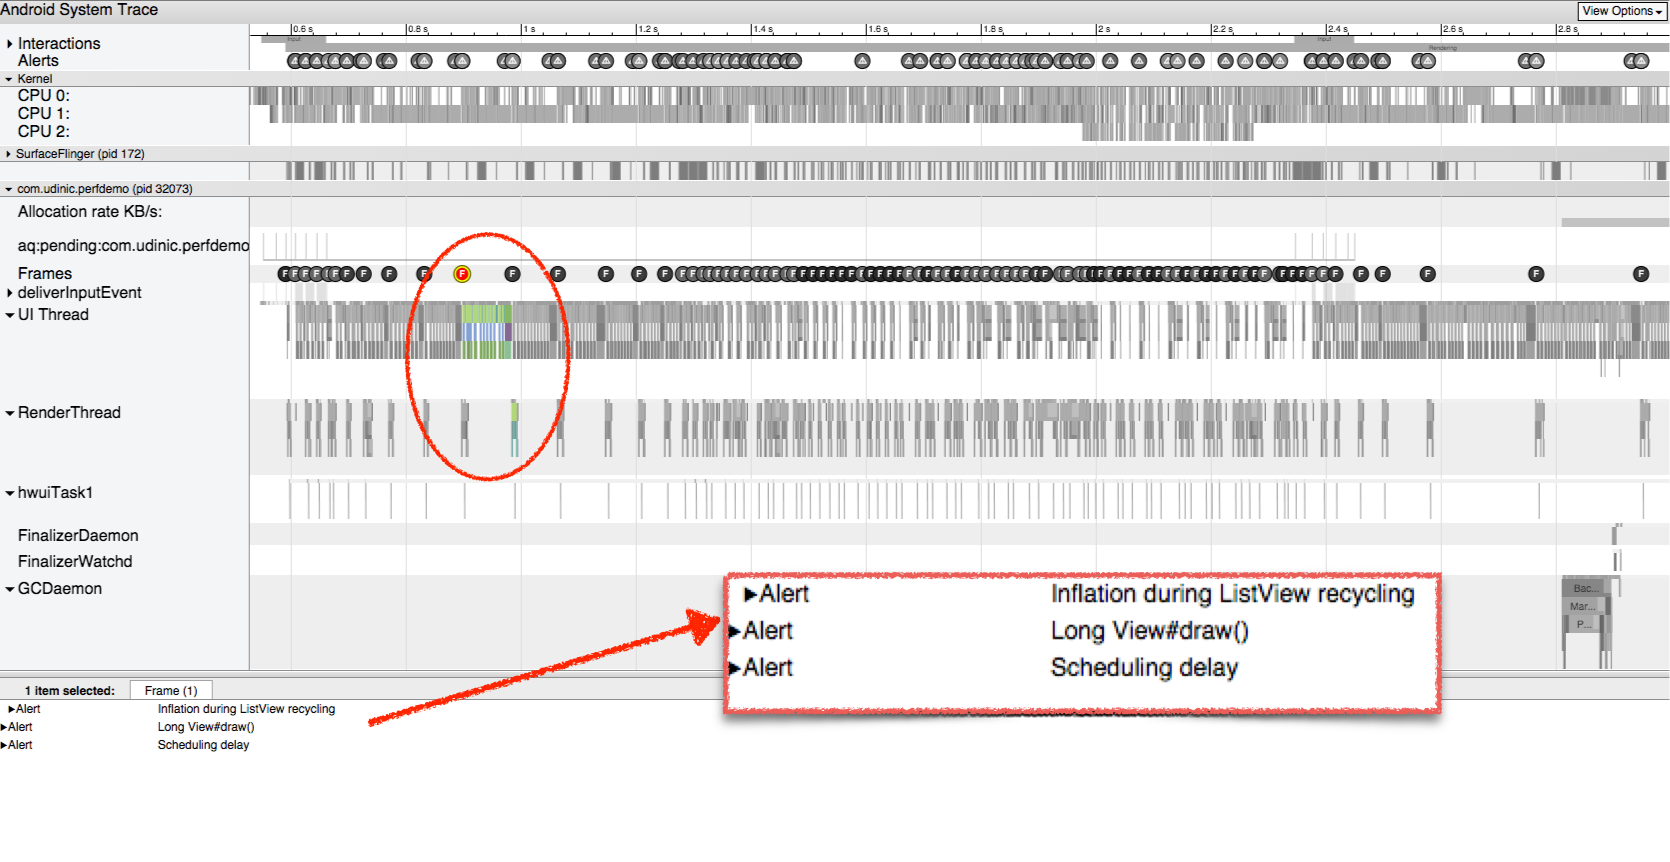 Android System Trace
View Options
0.6 s 0.8 s 1 s 1.2 s 1.4 s 1.6 s 1.8 s 2 s 2.2 s 2.4 s 2.6 s 2.8 s
Interactions
Input Input
Rendering
Alerts
Kernel
CPU 0:
CPU 1:
CPU 2:
SurfaceFlinger (pid 172)
com.udinic.perfdemo (pid 32073)
Allocation rate KB/s:
aq:pending:com.udinic.perfdemo
Frames
deliverInputEvent
UI Thread
RenderThread
hwuiTask1
FinalizerDaemon
FinalizerWatchd
GCDaemon
Bac...
Mar...
P...
Alert Inflation during ListView recycling
Alert Long View#draw()
Alert Scheduling delay
1 item selected: Frame (1)
Alert Inflation during ListView recycling
Alert Long View#draw()
Alert Scheduling delay